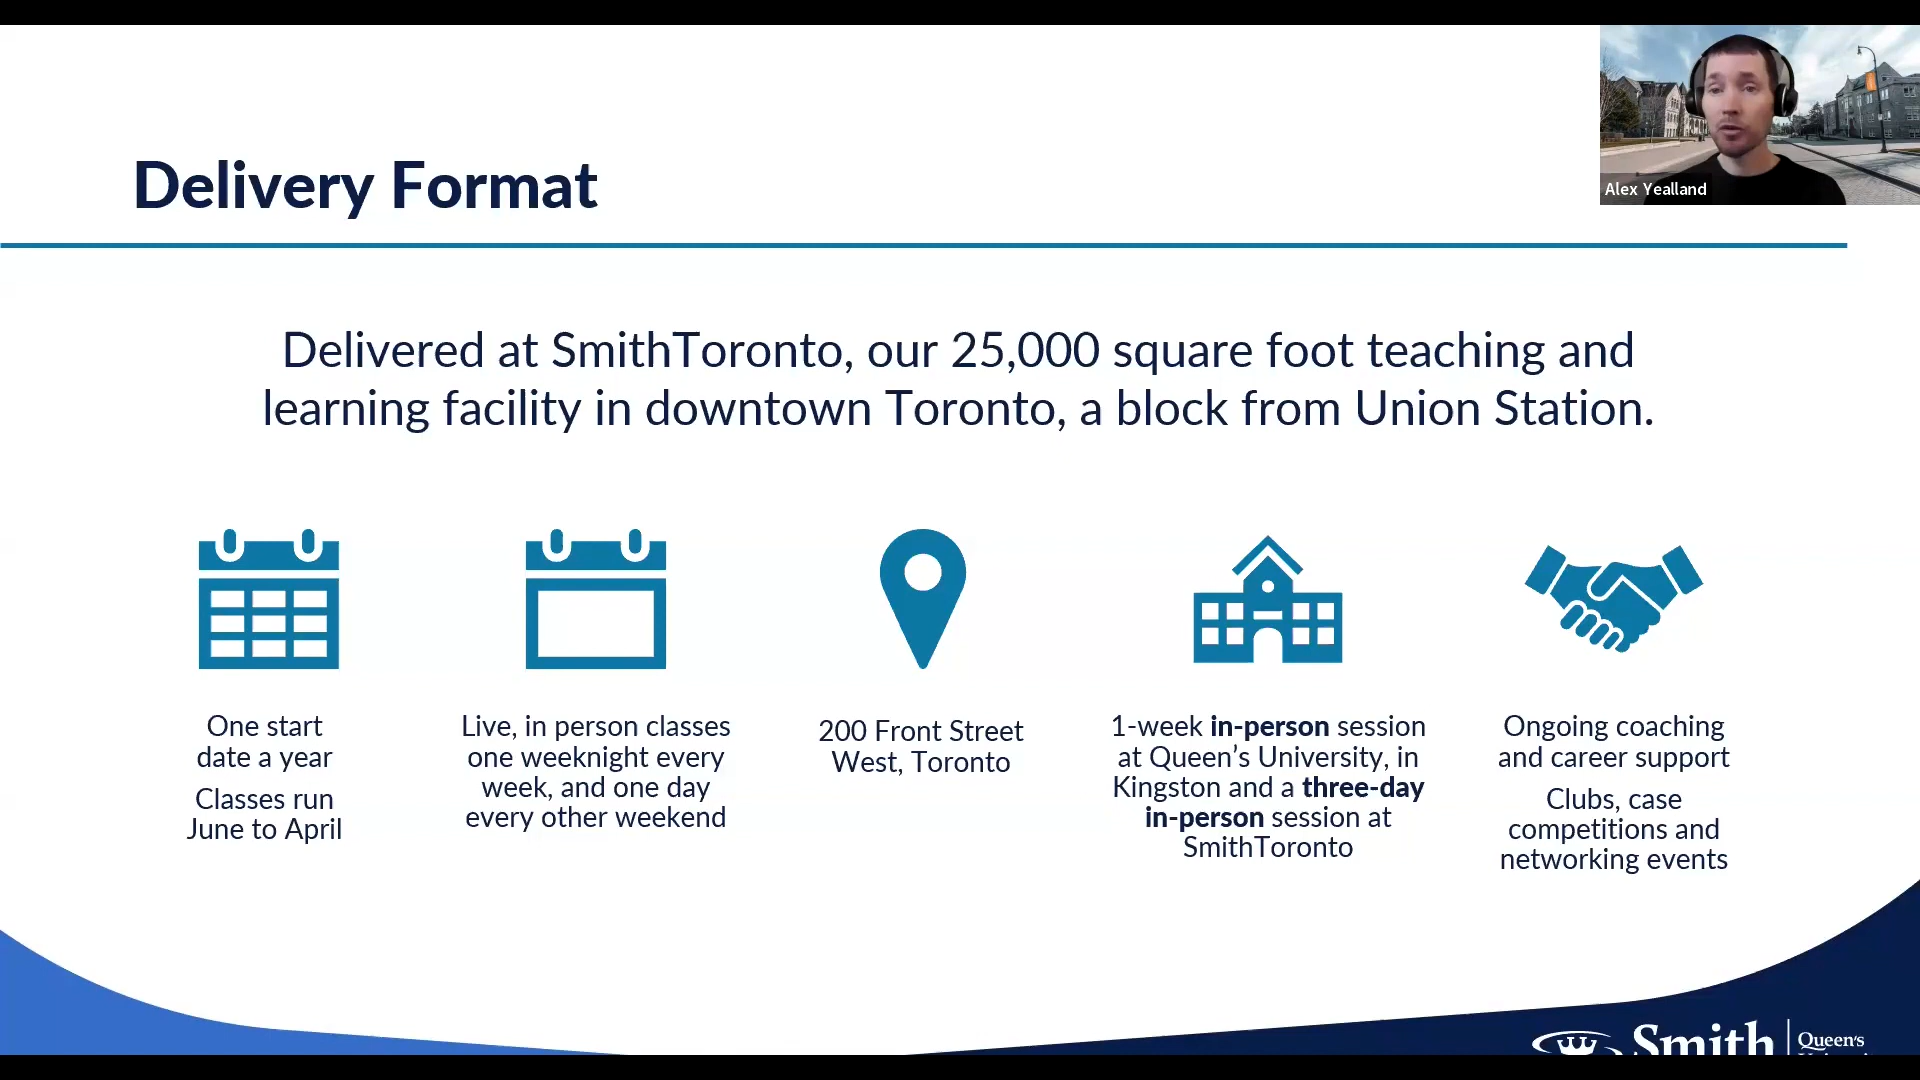 Alex Yealland
Delivery Format
Delivered at SmithToronto, our 25,000 square foot teaching and
learning facility in downtown Toronto, a block from Union Station.
One start
date a year
Classes run
June to April
Live, in person classes
one weeknight every
week, and one day
every other weekend
200 Front Street
West, Toronto
1-week in-person session
at Queen’s University, in
Kingston and a three-day
in-person session at
SmithToronto
Ongoing coaching
and career support
Clubs, case
competitions and
networking events
Smith
Queen's